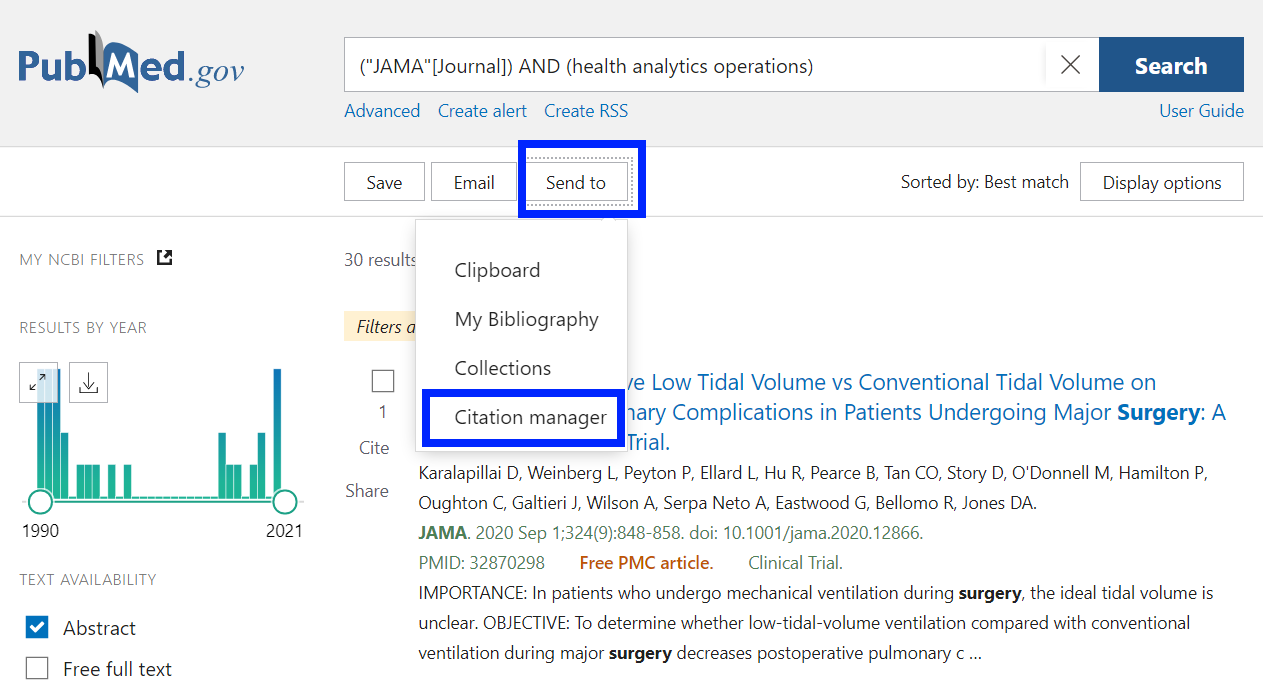 PubMed.gov
("JAMA"[Journal]) AND (health analytics operations)
Search
Advanced Create alert Create RSS
User Guide
Save Email Send to
Sorted by: Best match Display options
MY NCBI FILTERS
30 results
Clipboard
My Bibliography
Collections
Citation manager
RESULTS BY YEAR
1990 2021
TEXT AVAILABILITY
Abstract
Free full text
Filters a
1
Cite
Share
ve Low Tidal Volume vs Conventional Tidal Volume on
nary Complications in Patients Undergoing Major Surgery: A
Trial.
Karalapillai D, Weinberg L, Peyton P, Ellard L, Hu R, Pearce B, Tan CO, Story D, O'Donnell M, Hamilton P,
Oughton C, Galtieri J, Wilson A, Serpa Neto A, Eastwood G, Bellomo R, Jones DA.
JAMA. 2020 Sep 1;324(9):848-858. doi: 10.1001/jama.2020.12866.
PMID: 32870298 Free PMC article. Clinical Trial.
IMPORTANCE: In patients who undergo mechanical ventilation during surgery, the ideal tidal volume is
unclear. OBJECTIVE: To determine whether low-tidal-volume ventilation compared with conventional
ventilation during major surgery decreases postoperative pulmonary c ...